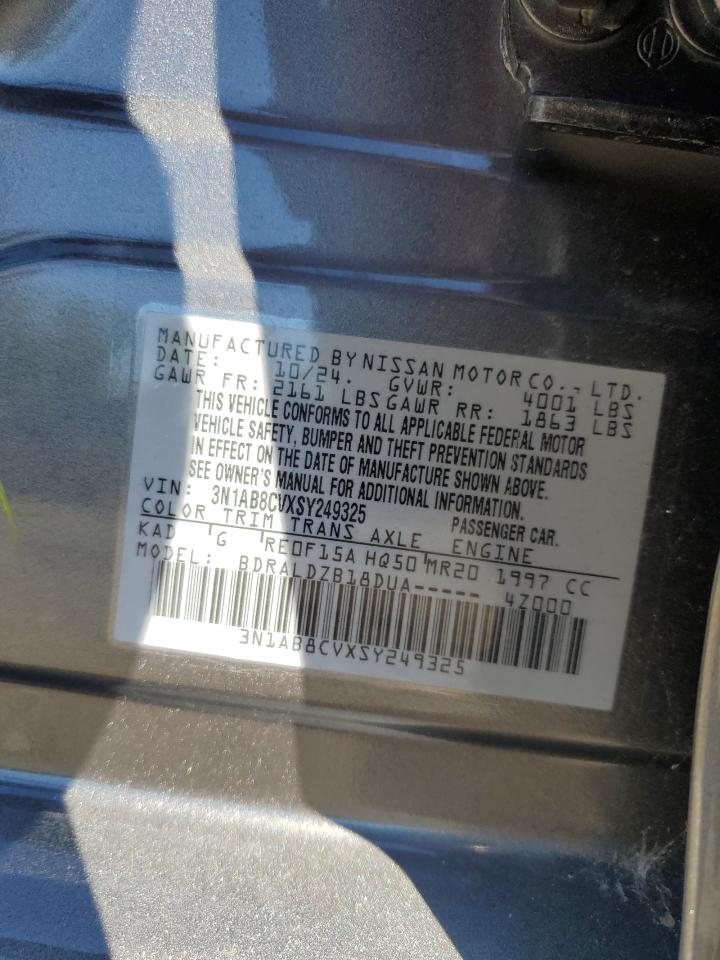 MANUFACTURED BY NISSAN MOTOR CO., LTD.
DATE: 10/24. GVWR: 4001 LBS
GAWR FR: 2161 LBS GAWR RR: 1863 LBS
THIS VEHICLE CONFORMS TO ALL APPLICABLE FEDERAL MOTOR
VEHICLE SAFETY, BUMPER AND THEFT PREVENTION STANDARDS
IN EFFECT ON THE DATE OF MANUFACTURE SHOWN ABOVE.
SEE OWNER'S MANUAL FOR ADDITIONAL INFORMATION.
VIN: 3N1AB8CVXSY249325 PASSENGER CAR.
COLOR TRIM TRANS AXLE ENGINE
KAD G RE0F15A HQ50 MR20 1997 CC
MODEL: BDRALDZB18DUA----- 4Z000
3N1AB8CVXSY249325